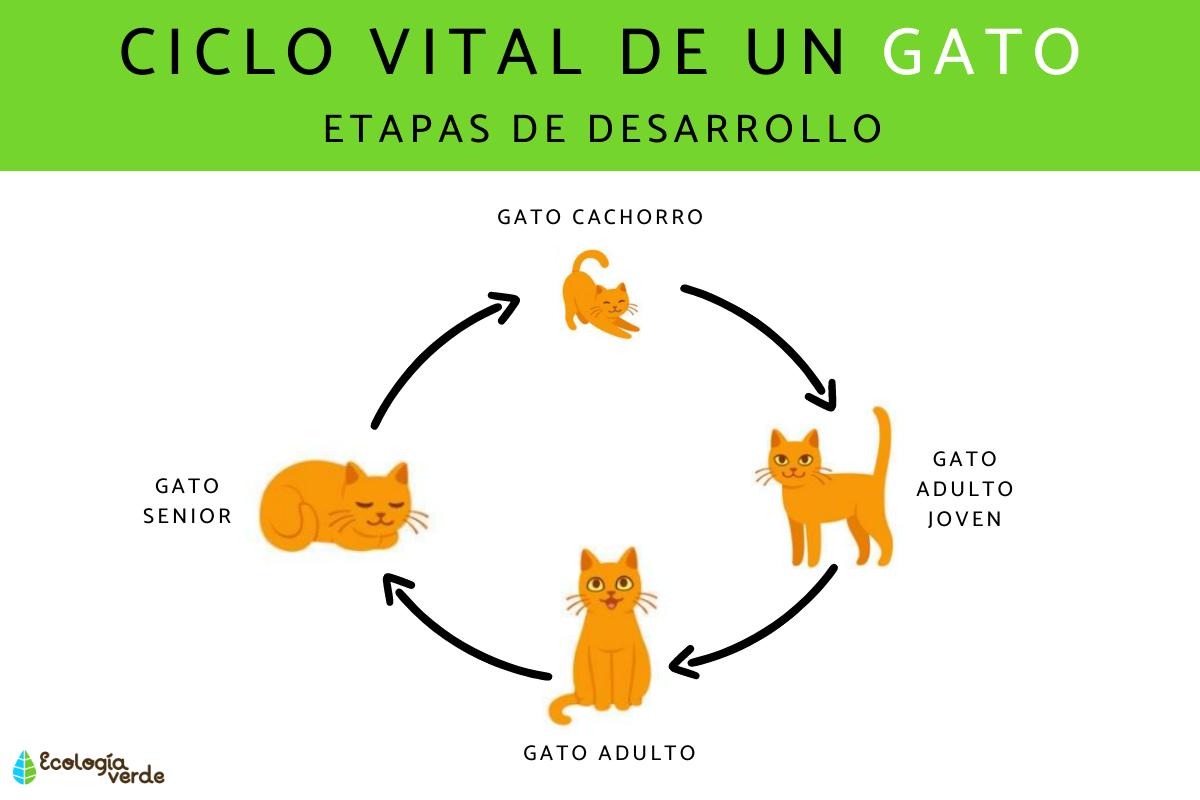 CICLO VITAL DE UN GATO
ETAPAS DE DESARROLLO
GATO CACHORRO
GATO
ADULTO
JOVEN
GATO
SENIOR
GATO ADULTO
Ecología
verde